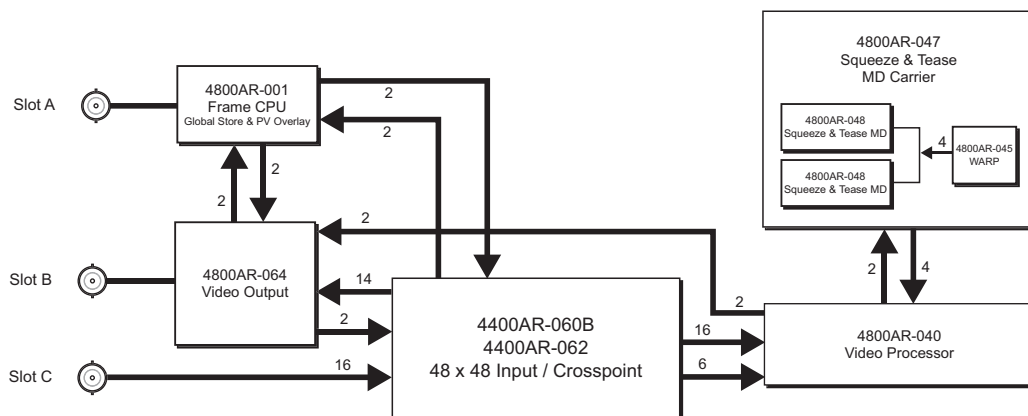 Slot A
4800AR-001
Frame CPU
Global Store & PV Overlay
2
2
2
2
Slot B
4800AR-064
Video Output
2
14
2
Slot C
16
4400AR-060B
4400AR-062
48 x 48 Input / Crosspoint
2
16
6
4800AR-047
Squeeze & Tease
MD Carrier
4800AR-048
Squeeze & Tease MD
4800AR-048
Squeeze & Tease MD
4
4800AR-045
WARP
2
4
4800AR-040
Video Processor